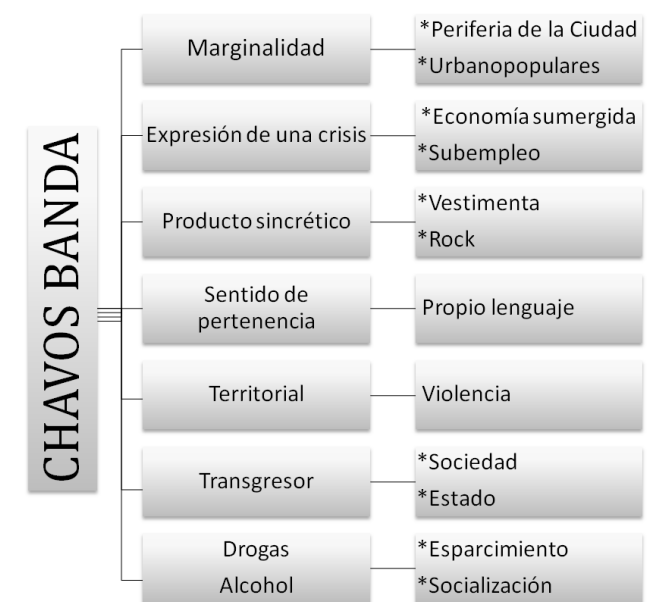 CHAVOS BANDA
Marginalidad
*Periferia de la Ciudad
*Urbanopopulares
Expresión de una crisis
*Economía sumergida
*Subempleo
Producto sincrético
*Vestimenta
*Rock
Sentido de
pertenencia
Propio lenguaje
Territorial
Violencia
Transgresor
*Sociedad
*Estado
Drogas
Alcohol
*Esparcimiento
*Socialización